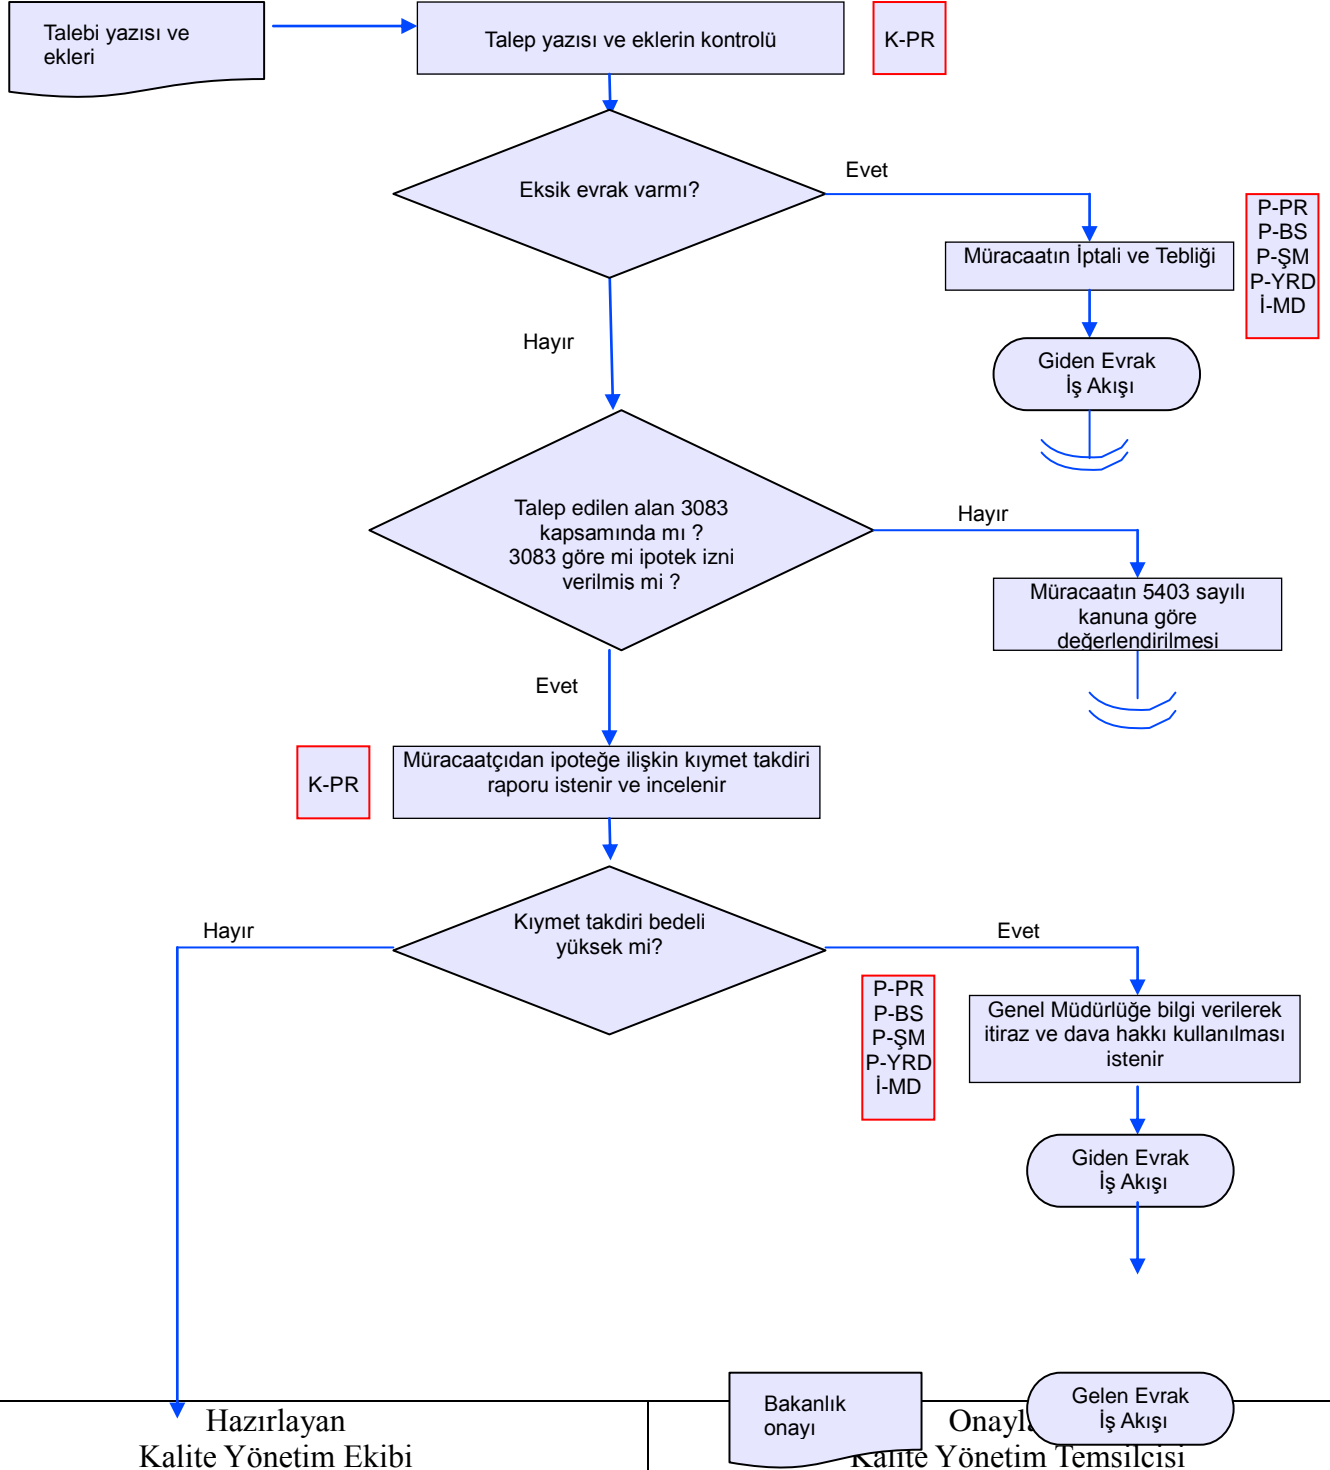 Talebi yazısı ve
ekleri
Talep yazısı ve eklerin kontrolü
K-PR
Eksik evrak varmı?
Evet
P-PR
P-BS
P-ŞM
P-YRD
İ-MD
Müracaatın İptali ve Tebliği
Hayır
Giden Evrak
İş Akışı
Talep edilen alan 3083
kapsamında mı ?
3083 göre mi ipotek izni
verilmis mi ?
Hayır
Müracaatın 5403 sayılı
kanuna göre
değerlendirilmesi
Evet
K-PR
Müracaatçıdan ipoteğe ilişkin kıymet takdiri
raporu istenir ve incelenir
Kıymet takdiri bedeli
yüksek mi?
Hayır
Evet
P-PR
P-BS
P-ŞM
P-YRD
İ-MD
Genel Müdürlüğe bilgi verilerek
itiraz ve dava hakkı kullanılması
istenir
Giden Evrak
İş Akışı
Bakanlık
onayı
Gelen Evrak
İş Akışı
Hazırlayan
Kalite Yönetim Ekibi
Kalite Yönetim Temsilcisi